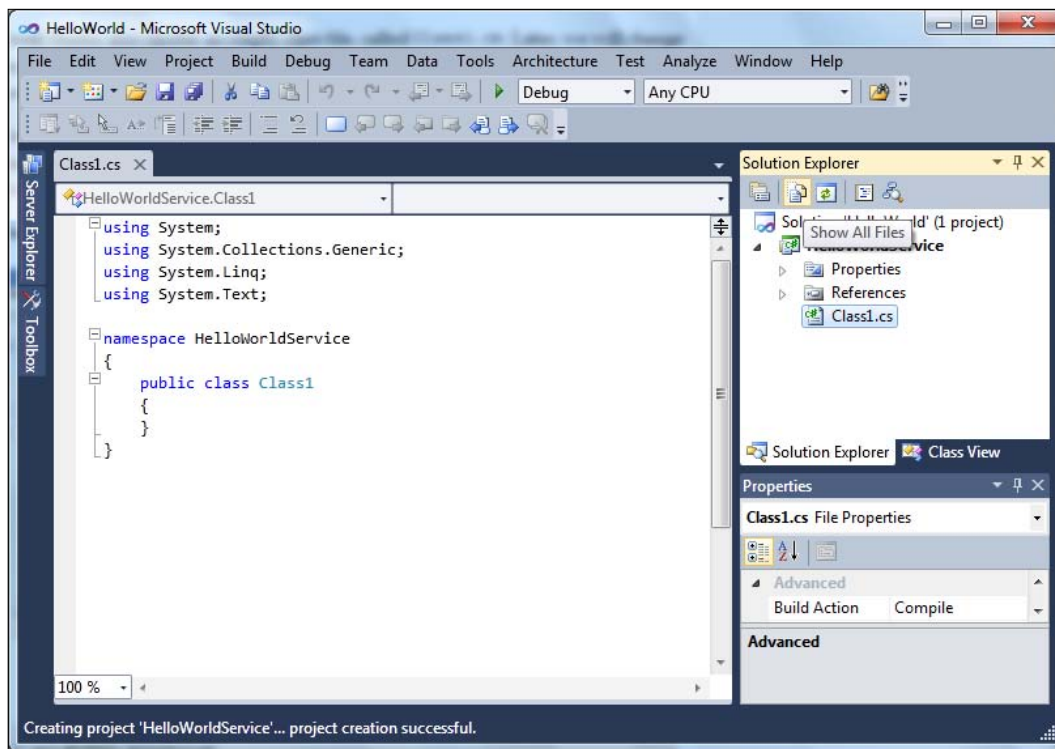 HelloWorld - Microsoft Visual Studio
File Edit View Project Build Debug Team Data Tools Architecture Test Analyze Window Help
Debug Any CPU
Server Explorer
Toolbox
Class1.cs
HelloWorldService.Class1
using System;
using System.Collections.Generic;
using System.Linq;
using System.Text;
namespace HelloWorldService
{
public class Class1
{
}
}
100 %
Solution Explorer
(1 project)
Show All Files
Properties
References
Class1.cs
Solution Explorer Class View
Properties
Class1.cs File Properties
Advanced
Build Action Compile
Advanced
Creating project 'HelloWorldService'... project creation successful.